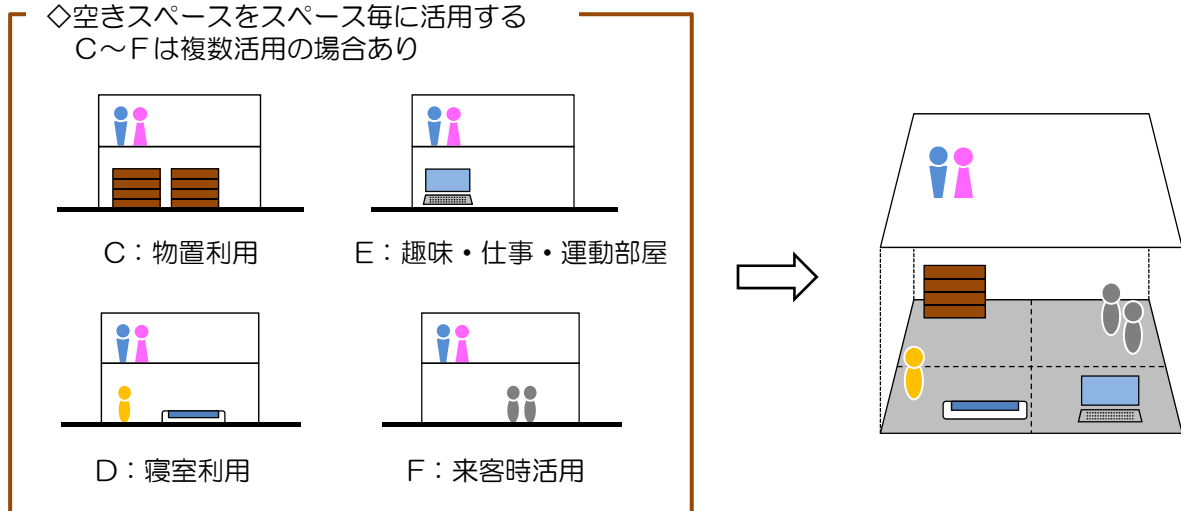 ◇空きスペースをスペース毎に活用する
C～Fは複数活用の場合あり
C：物置利用
E：趣味・仕事・運動部屋
D：寝室利用
F：来客時活用